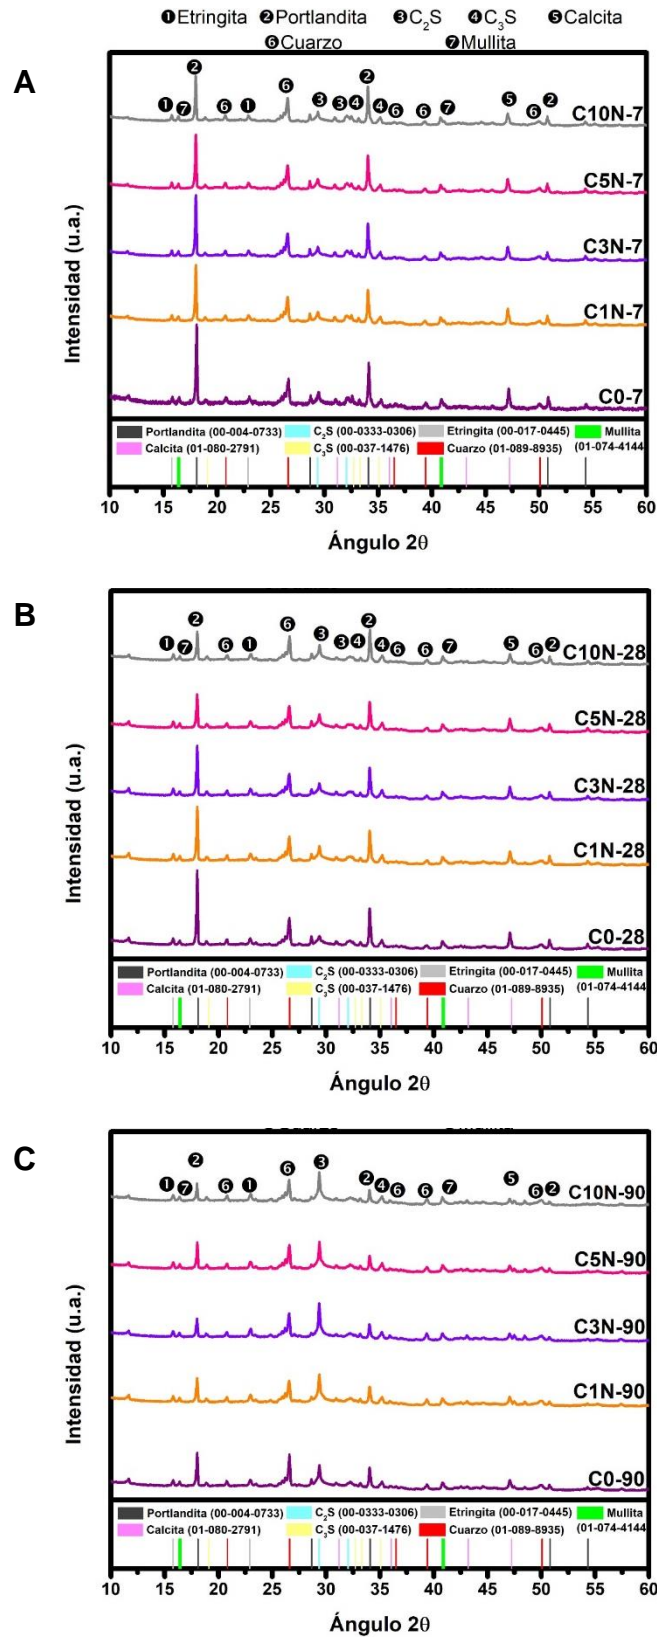 ❶Etringita ❷Portlandita ❸C₂S ❹C₃S ❺Calcita
❻Cuarzo ❼Mullita
A
❶ ❼ ❷ ❻ ❶ ❻ ❸ ❸ ❹ ❷ ❹ ❻ ❻ ❼ ❺ ❻ ❷
C10N-7
C5N-7
C3N-7
C1N-7
C0-7
Intensidad (u.a.)
Portlandita (00-004-0733) C₂S (00-0333-0306) Etringita (00-017-0445) Mullita
Calcita (01-080-2791) C₃S (00-037-1476) Cuarzo (01-089-8935) (01-074-4144
10 15 20 25 30 35 40 45 50 55 60
Ángulo 2θ
B
❶ ❼ ❷ ❻ ❶ ❻ ❸ ❸ ❹ ❷ ❹ ❻ ❻ ❼ ❺ ❻ ❷
C10N-28
C5N-28
C3N-28
C1N-28
C0-28
Intensidad (u.a.)
Portlandita (00-004-0733) C₂S (00-0333-0306) Etringita (00-017-0445) Mullita
Calcita (01-080-2791) C₃S (00-037-1476) Cuarzo (01-089-8935) (01-074-4144
10 15 20 25 30 35 40 45 50 55 60
Ángulo 2θ
C
❶ ❼ ❷ ❻ ❶ ❻ ❸ ❷ ❹ ❻ ❻ ❼ ❺ ❻ ❷
C10N-90
C5N-90
C3N-90
C1N-90
C0-90
Intensidad (u.a.)
Portlandita (00-004-0733) C₂S (00-0333-0306) Etringita (00-017-0445) Mullita
Calcita (01-080-2791) C₃S (00-037-1476) Cuarzo (01-089-8935) (01-074-4144
10 15 20 25 30 35 40 45 50 55 60
Ángulo 2θ